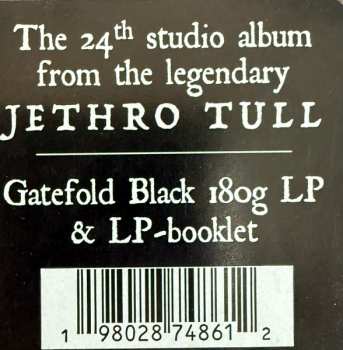 The 24th studio album
from the legendary
JETHRO TULL
Gatefold Black 180g LP
& LP-booklet
1 98028 74861 2